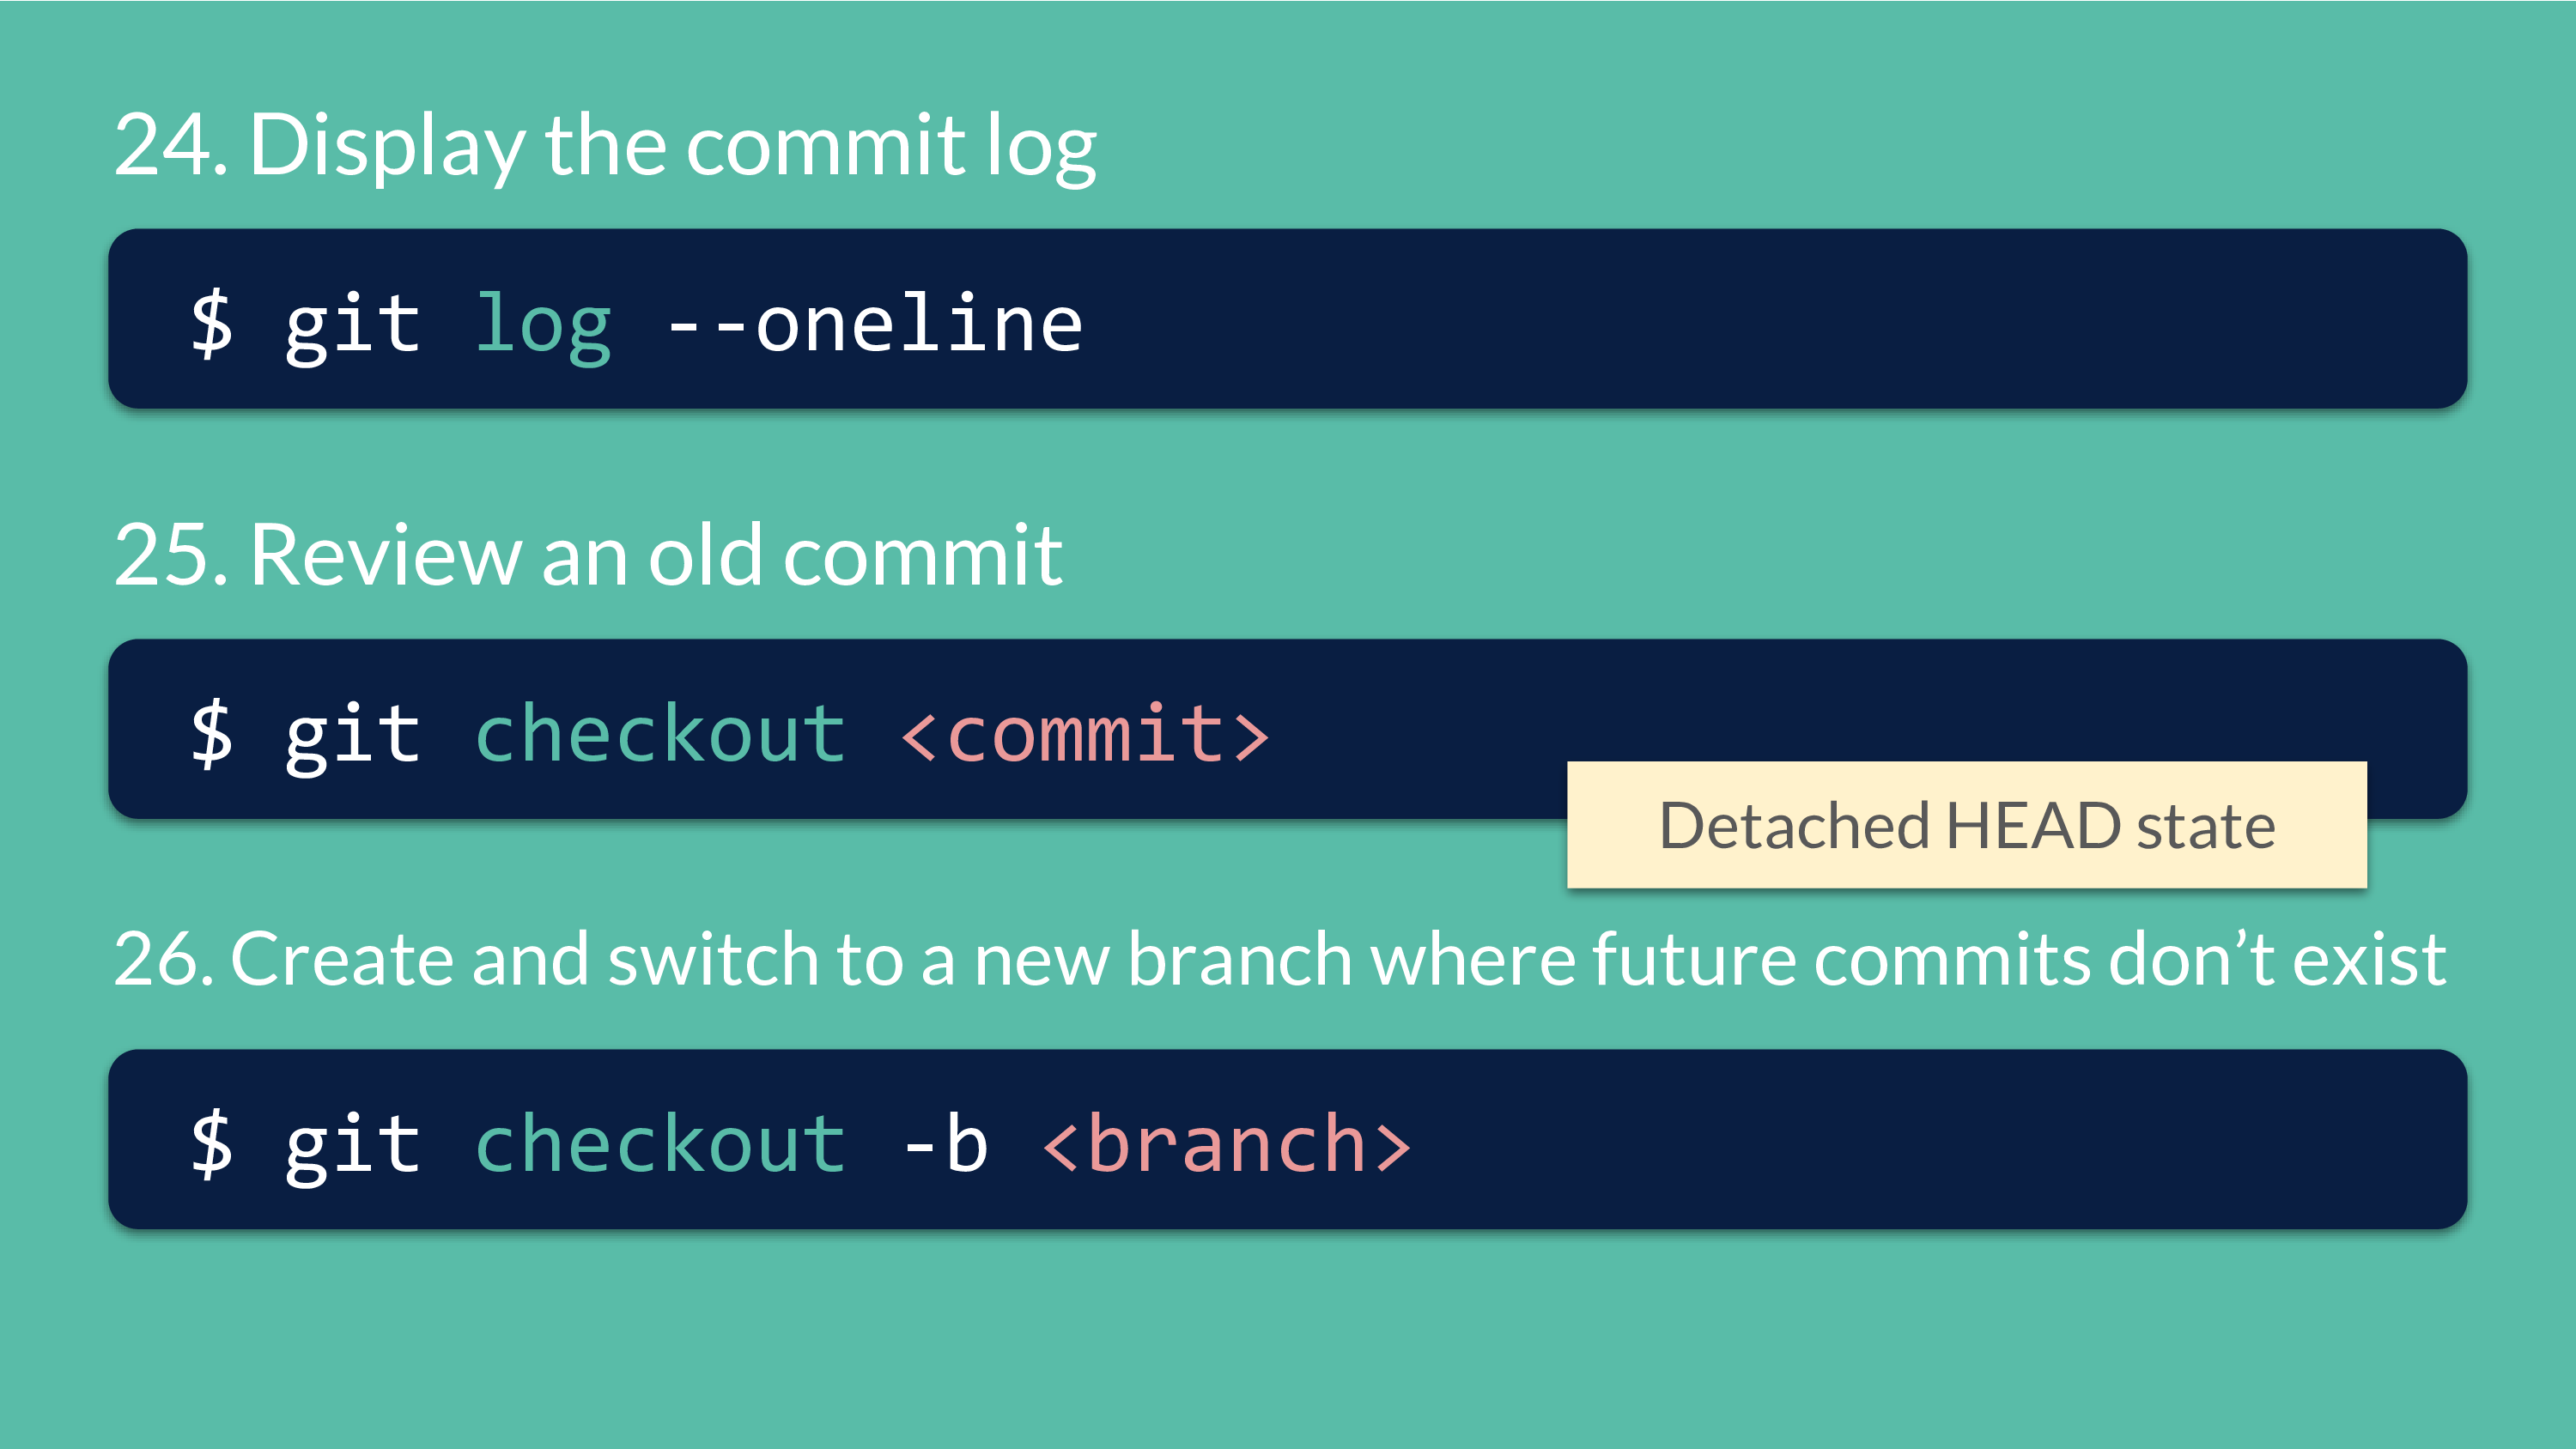 24. Display the commit log
$ git log --oneline
25. Review an old commit
$ git checkout <commit>
Detached HEAD state
26. Create and switch to a new branch where future commits don’t exist
$ git checkout -b <branch>